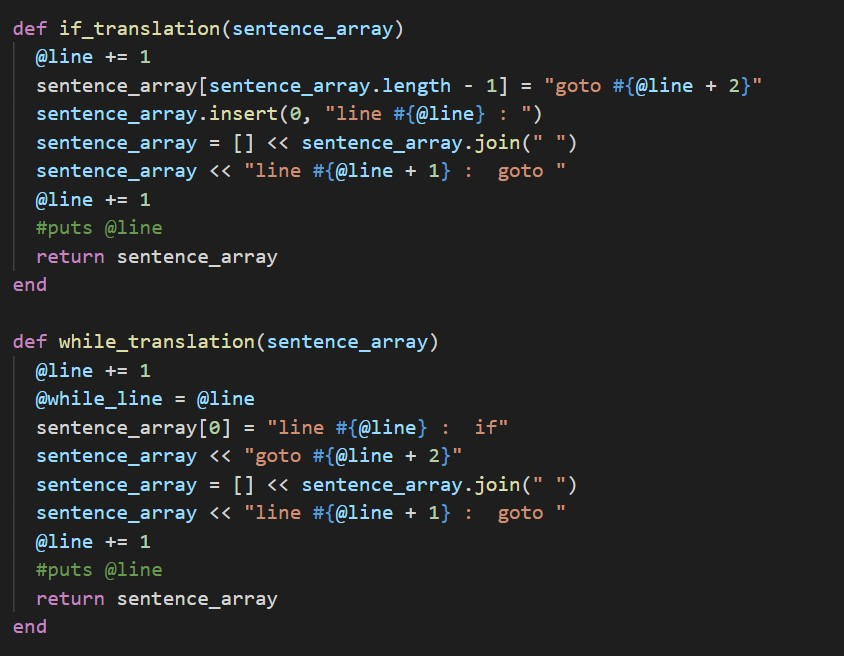 def if_translation(sentence_array)
  @line += 1
  sentence_array[sentence_array.length - 1] = "goto #{@line + 2}"
  sentence_array.insert(0, "line #{@line} : ")
  sentence_array = [] << sentence_array.join(" ")
  sentence_array << "line #{@line + 1} :  goto "
  @line += 1
  #puts @line
  return sentence_array
end

def while_translation(sentence_array)
  @line += 1
  @while_line = @line
  sentence_array[0] = "line #{@line} :  if"
  sentence_array << "goto #{@line + 2}"
  sentence_array = [] << sentence_array.join(" ")
  sentence_array << "line #{@line + 1} :  goto "
  @line += 1
  #puts @line
  return sentence_array
end